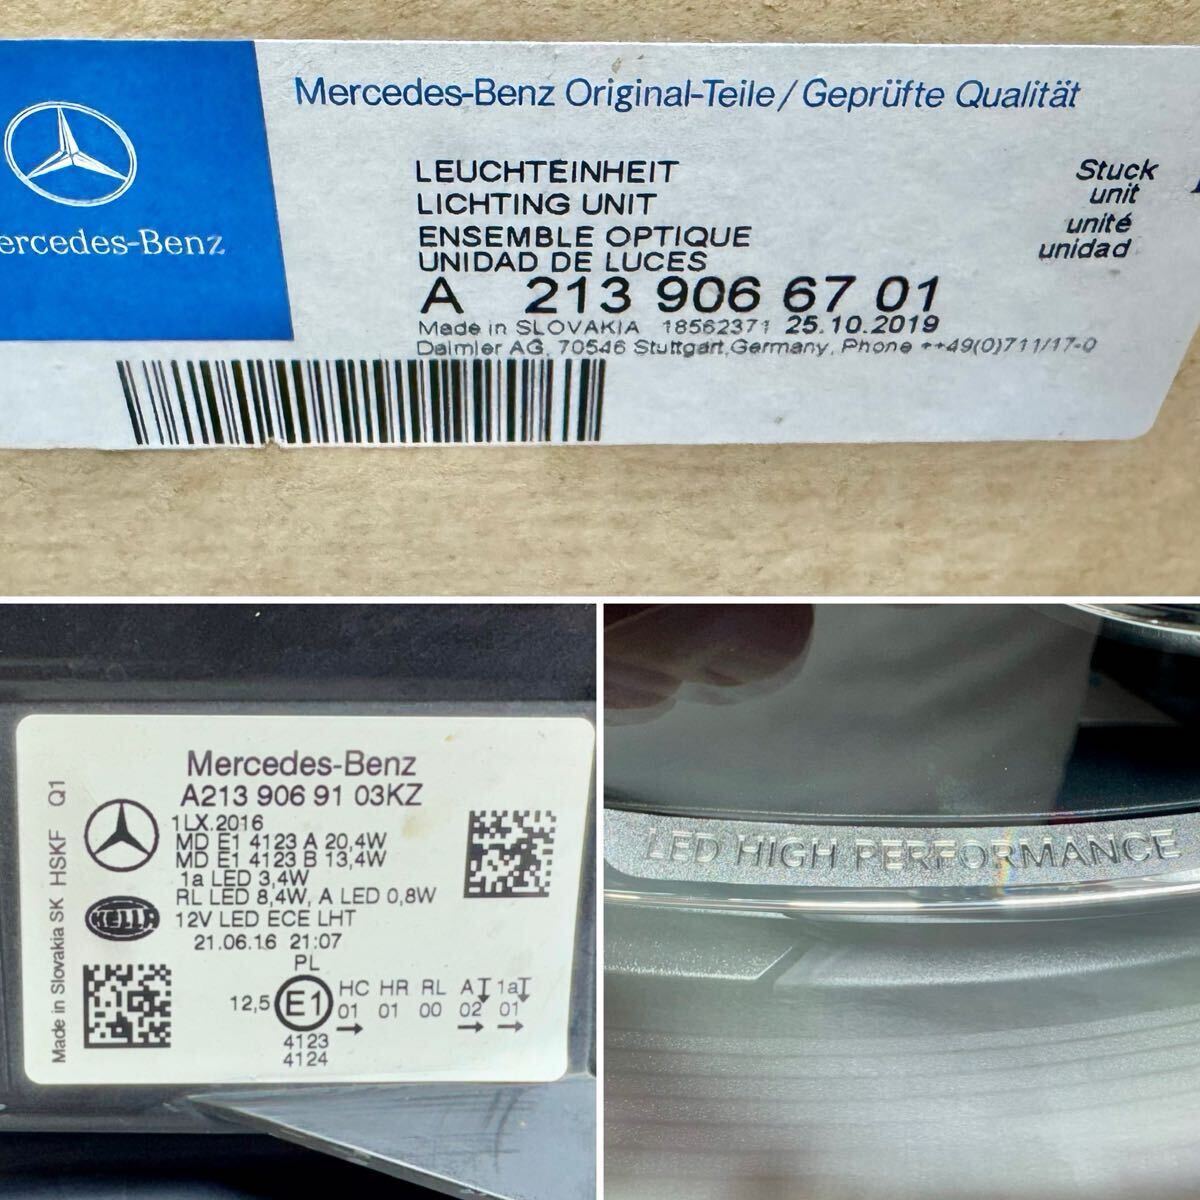 Mercedes-Benz Original-Teile/Geprüfte Qualität
ercedes-Benz
LEUCHTEINHEIT
LICHTING UNIT
ENSEMBLE OPTIQUE
UNIDAD DE LUCES
Stuck
unit
unité
unidad
A 213 906 67 01
Made in SLOVAKIA 18562371 25.10.2019
Daimler AG, 70546 Stuttgart,Germany, Phone ++49(0)711/17-0
Mercedes-Benz
A213 906 91 03KZ
1LX.2016
MD E1 4123 A 20,4W
MD E1 4123 B 13,4W
1a LED 3,4W
RL LED 8,4W, A LED 0,8W
12V LED ECE LHT
21.06.16 21:07
PL
12,5 E1 HC HR RL A 1a
01 01 00 02 01
4123
4124
HELLA
Made in Slovakia SK HSKF Q1
LED HIGH PERFORMANCE